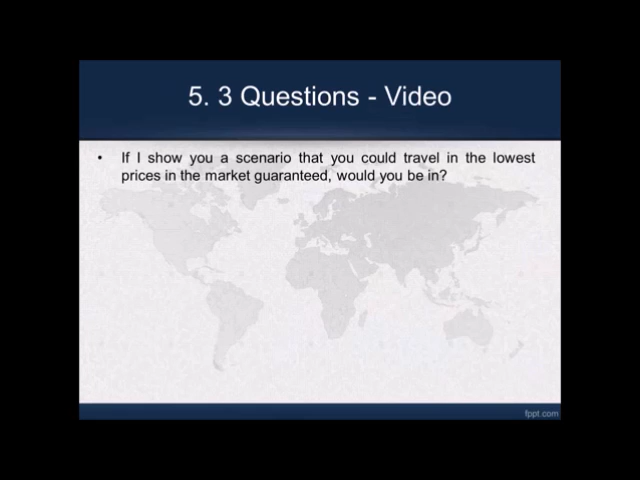 5. 3 Questions - Video
• If I show you a scenario that you could travel in the lowest
prices in the market guaranteed, would you be in?
fppt.com